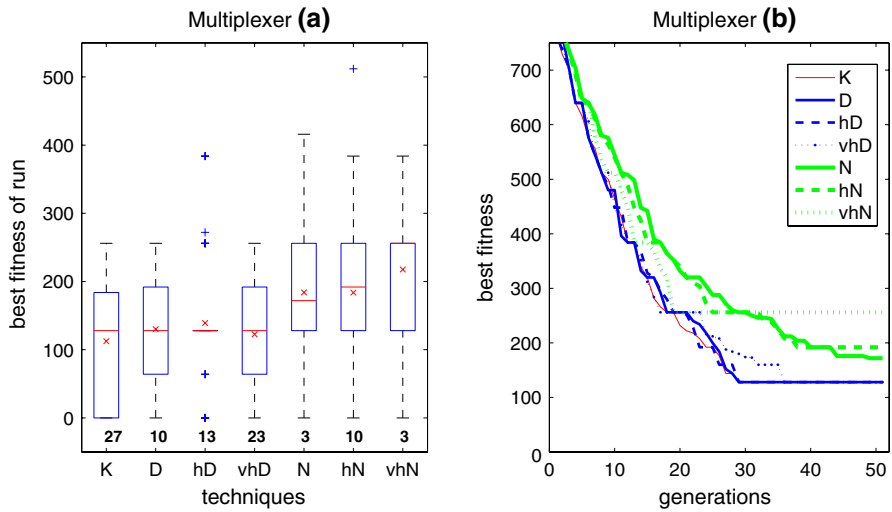 Multiplexer (a)
best fitness of run
500
400
300
200
100
0
27 10 13 23 3 10 3
K D hD vhD N hN vhN
techniques
Multiplexer (b)
best fitness
700
600
500
400
300
200
100
0 10 20 30 40 50
generations
K
D
hD
vhD
N
hN
vhN